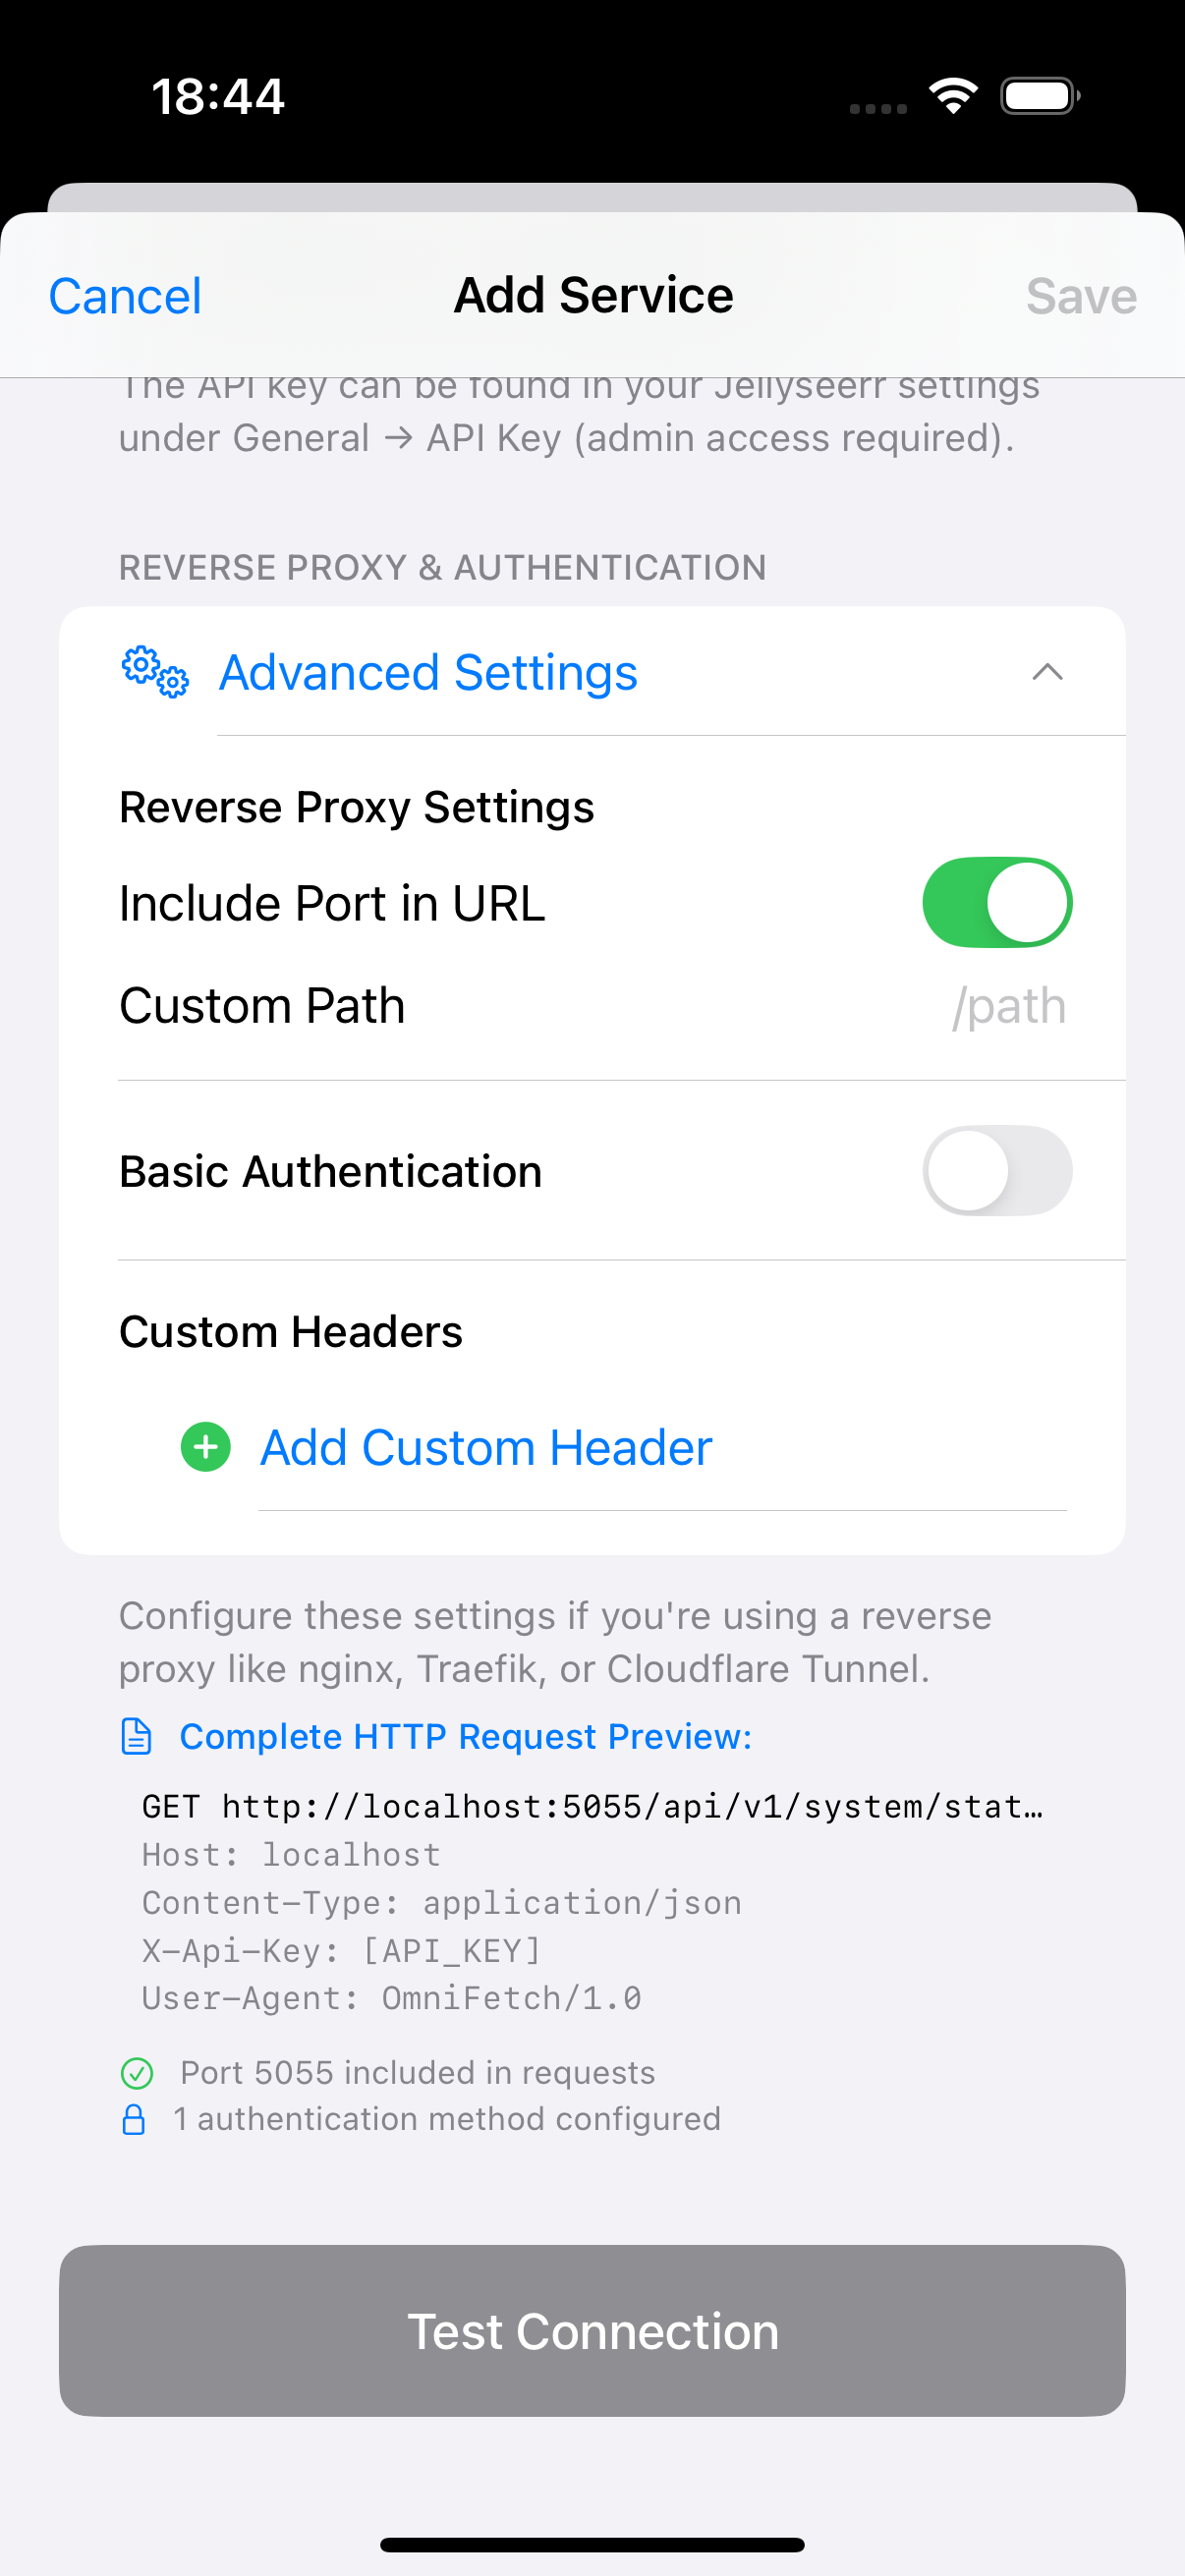 18:44
Cancel
Add Service
Save
The API key can be found in your Jellyseerr settings
under General → API Key (admin access required).
REVERSE PROXY & AUTHENTICATION
Advanced Settings
Reverse Proxy Settings
Include Port in URL
Custom Path
/path
Basic Authentication
Custom Headers
Add Custom Header
Configure these settings if you're using a reverse
proxy like nginx, Traefik, or Cloudflare Tunnel.
Complete HTTP Request Preview:
GET http://localhost:5055/api/v1/system/stat…
Host: localhost
Content-Type: application/json
X-Api-Key: [API_KEY]
User-Agent: OmniFetch/1.0
Port 5055 included in requests
1 authentication method configured
Test Connection